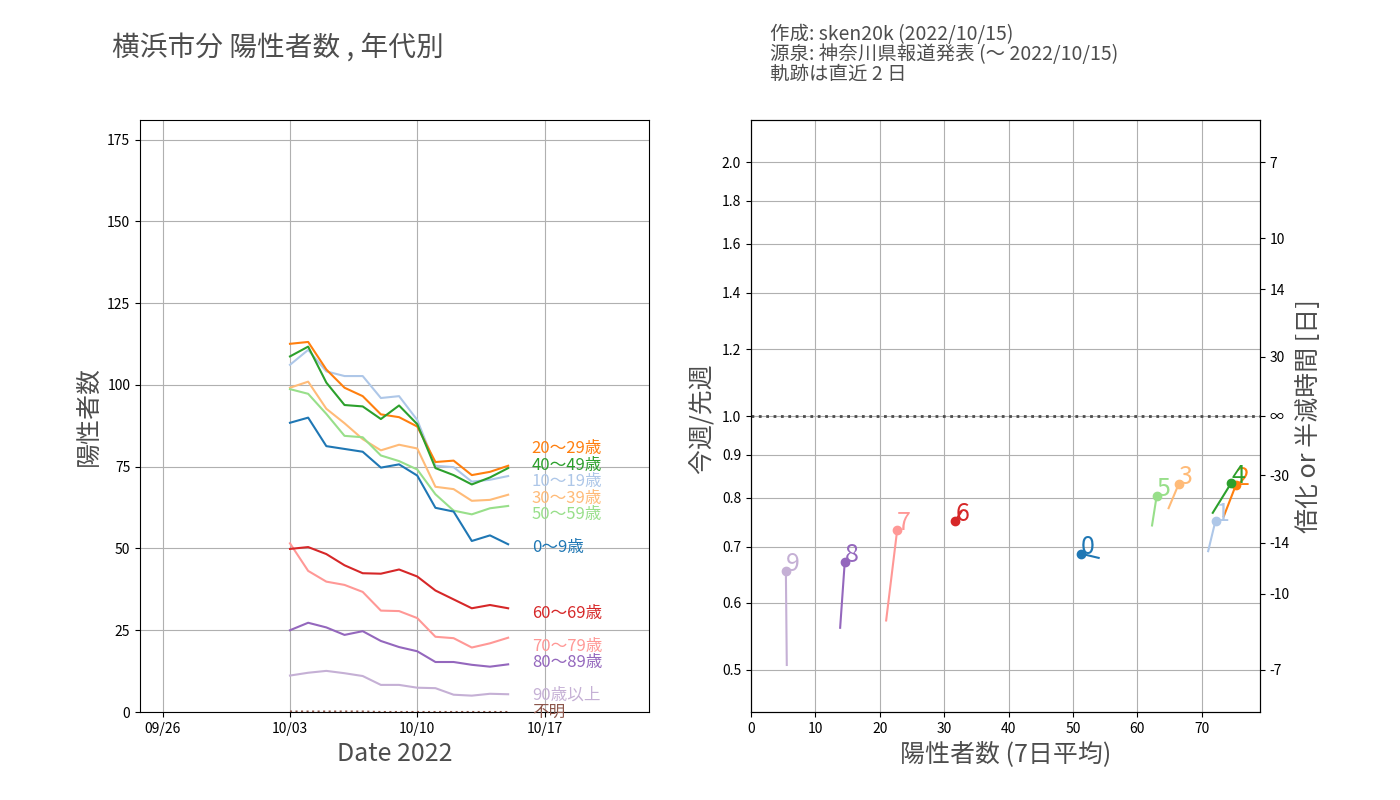 横浜市分 陽性者数 , 年代別
作成: sken20k (2022/10/15)
源泉: 神奈川県報道発表 (〜 2022/10/15)
軌跡は直近 2 日
陽性者数
175
150
125
100
75
50
25
0
20〜29歳
40〜49歳
10〜19歳
30〜39歳
50〜59歳
0〜9歳
60〜69歳
70〜79歳
80〜89歳
90歳以上
不明
09/26
10/03
10/10
10/17
Date 2022
今週/先週
2.0
1.8
1.6
1.4
1.2
1.0
0.9
0.8
0.7
0.6
0.5
9
8
7
6
0
5
3
1
4
2
0
10
20
30
40
50
60
70
陽性者数 (7日平均)
7
10
14
30
∞
-30
-14
-10
-7
倍化 or 半減時間 [日]